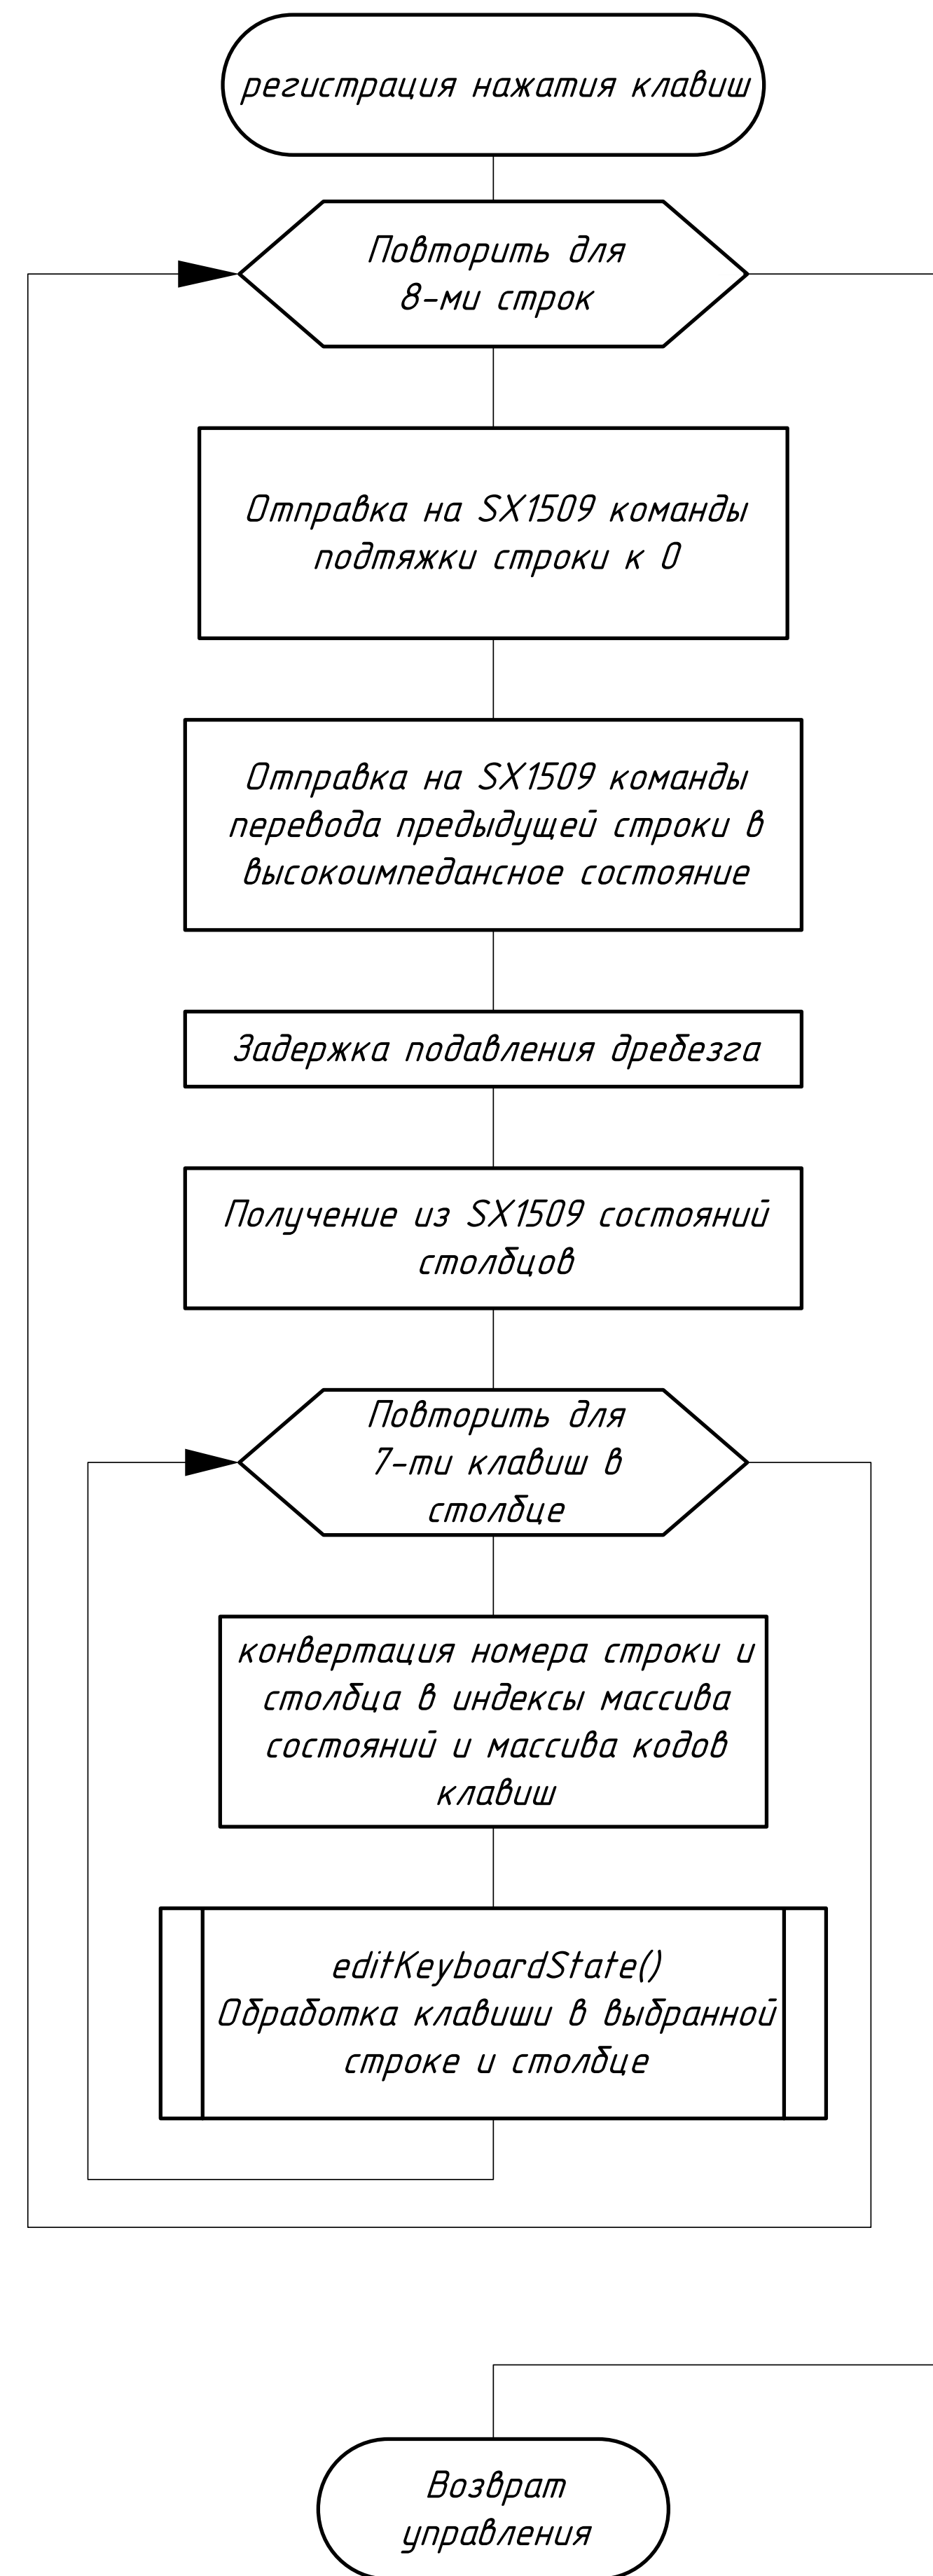 регистрация нажатия клавиш
Повторить для
8-ми строк
Отправка на SX1509 команды
подтяжки строки к 0
Отправка на SX1509 команды
перевода предыдущей строки в
высокоимпедансное состояние
Задержка подавления дребезга
Получение из SX1509 состояний
столбцов
Повторить для
7-ти клавиш в
столбце
конвертация номера строки и
столбца в индексы массива
состояний и массива кодов
клавиш
editKeyboardState()
Обработка клавиши в выбранной
строке и столбце
Возврат
управления